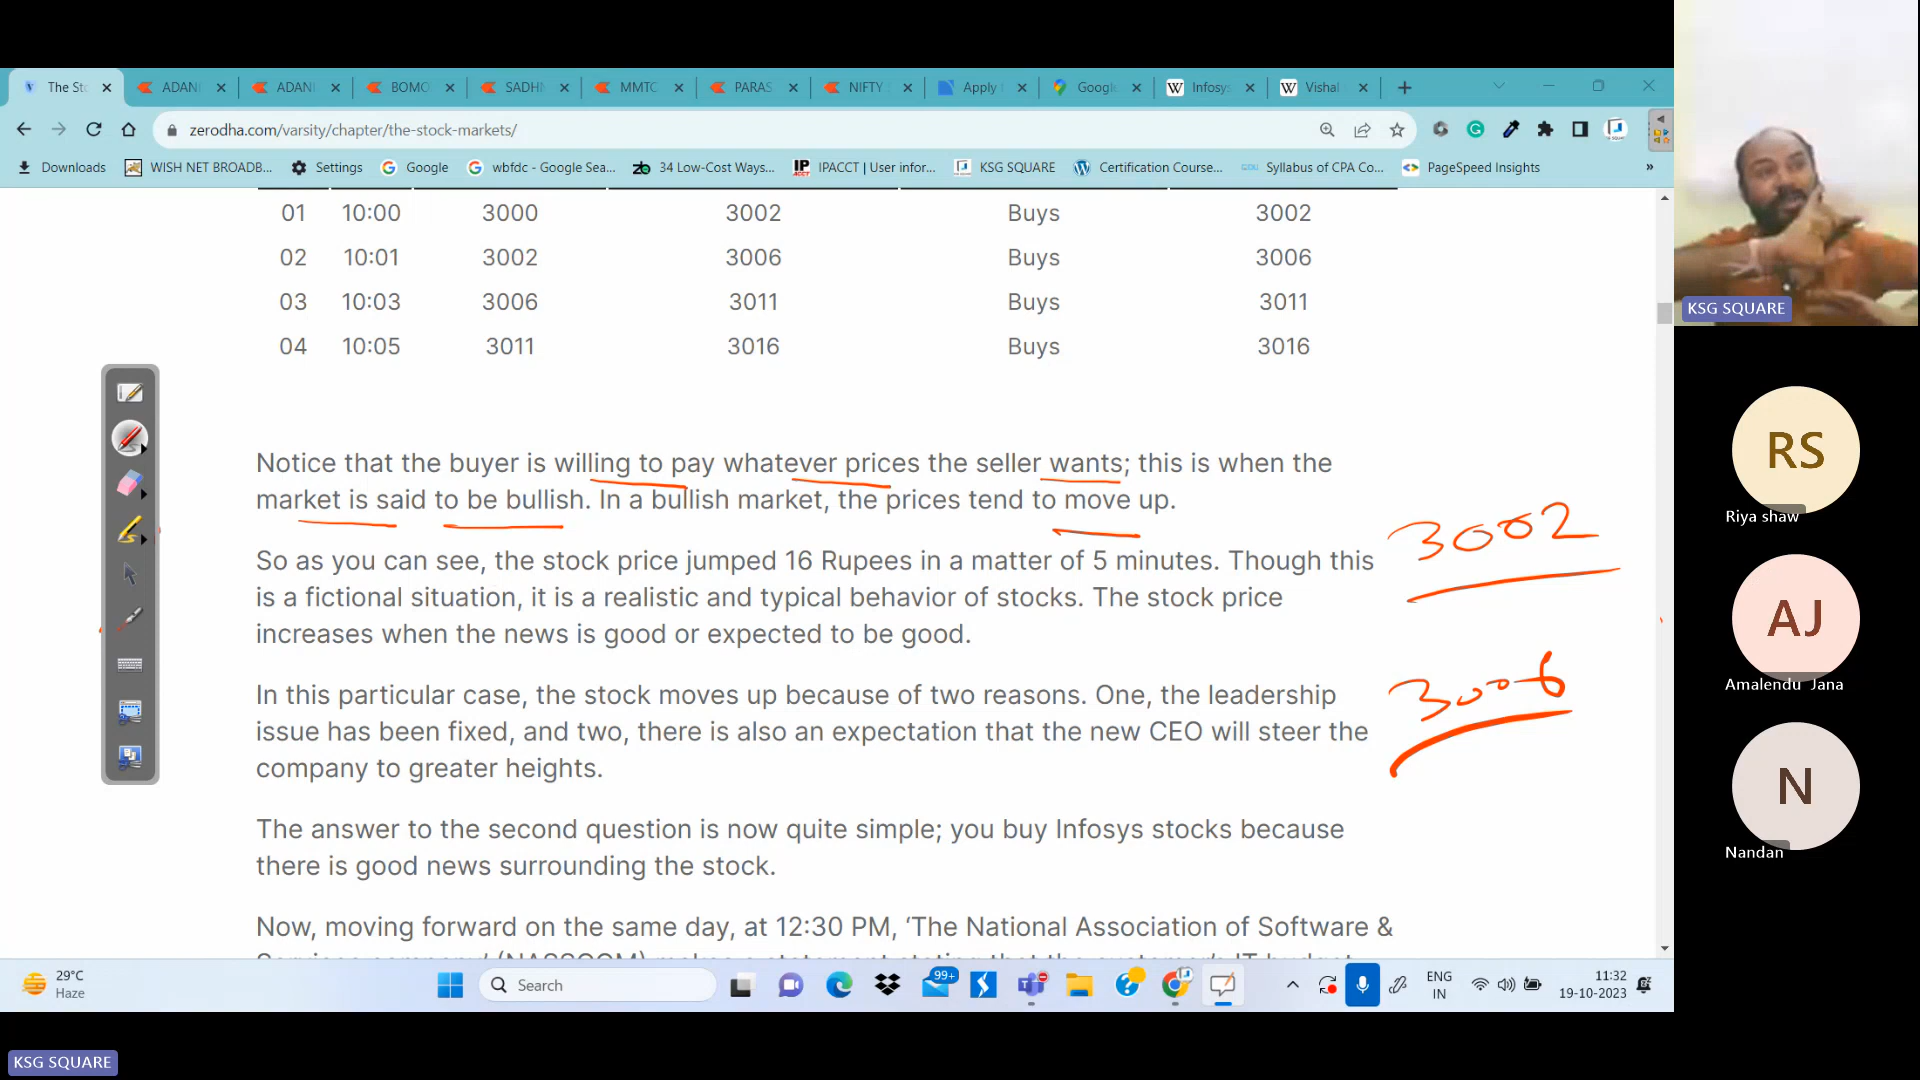 The Sto
ADANI
ADANI
BOMO
SADHN
MMTC
PARAS
NIFTY
Apply
Google
Infosys
Vishal
zerodha.com/varsity/chapter/the-stock-markets/
Downloads
WISH NET BROADB...
Settings
Google
wbfdc - Google Sea...
34 Low-Cost Ways...
IPACCT | User infor...
KSG SQUARE
Certification Course...
Syllabus of CPA Co...
PageSpeed Insights
»
01 10:00 3000 3002 Buys 3002
02 10:01 3002 3006 Buys 3006
03 10:03 3006 3011 Buys 3011
04 10:05 3011 3016 Buys 3016
Notice that the buyer is willing to pay whatever prices the seller wants; this is when the
market is said to be bullish. In a bullish market, the prices tend to move up.
3002
So as you can see, the stock price jumped 16 Rupees in a matter of 5 minutes. Though this
is a fictional situation, it is a realistic and typical behavior of stocks. The stock price
increases when the news is good or expected to be good.
3006
In this particular case, the stock moves up because of two reasons. One, the leadership
issue has been fixed, and two, there is also an expectation that the new CEO will steer the
company to greater heights.
The answer to the second question is now quite simple; you buy Infosys stocks because
there is good news surrounding the stock.
Now, moving forward on the same day, at 12:30 PM, ‘The National Association of Software &
KSG SQUARE
RS
Riya shaw
AJ
Amalendu Jana
N
Nandan
29°C
Haze
Search
99+
ENG
IN
11:32
19-10-2023
KSG SQUARE